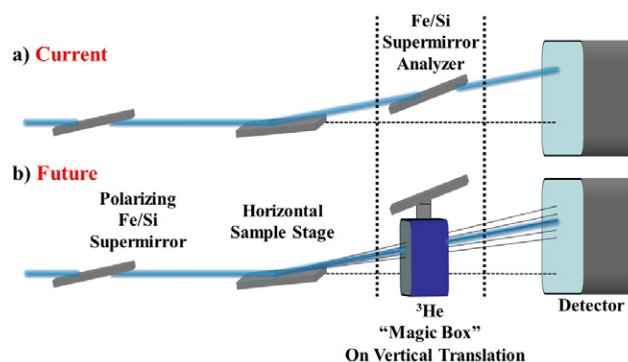 Fe/Si
Supermirror
Analyzer
a) Current
b) Future
Polarizing
Fe/Si
Supermirror
Horizontal
Sample Stage
³He
“Magic Box”
On Vertical Translation
Detector